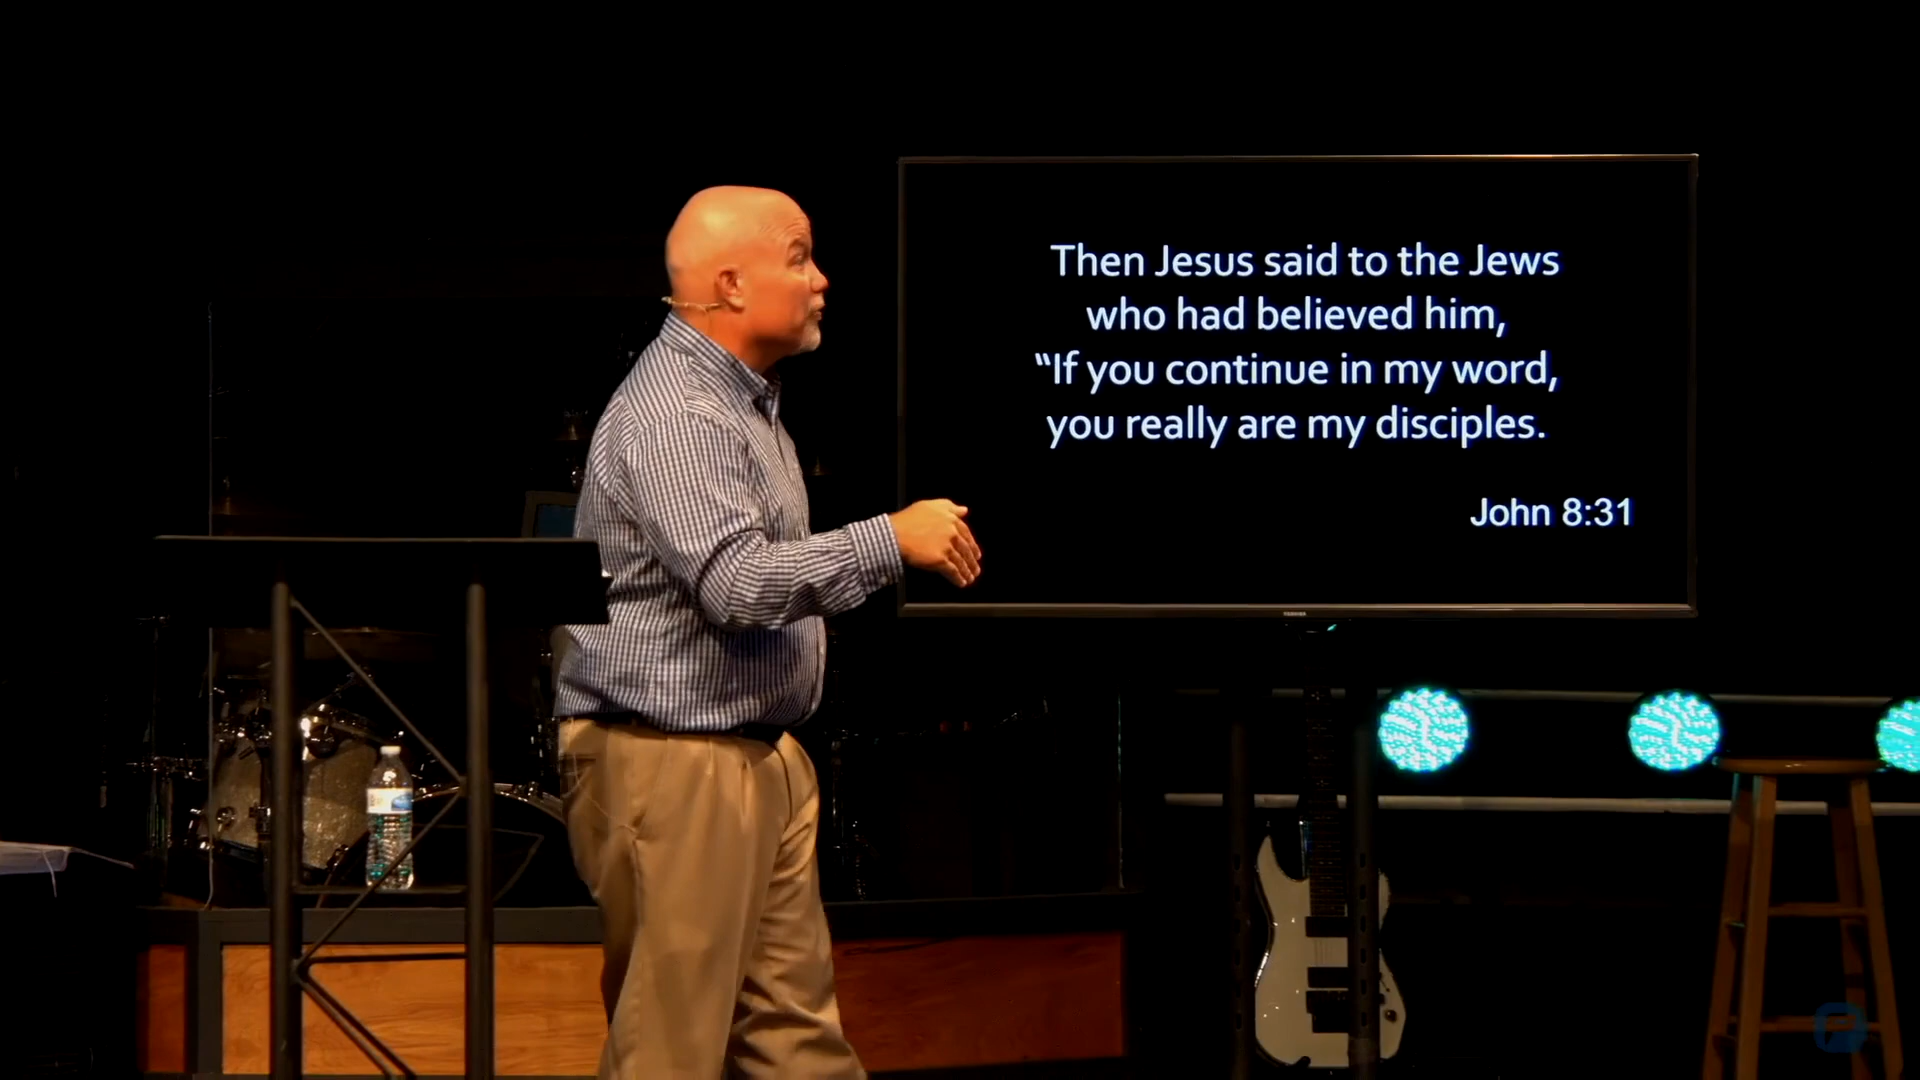 Then Jesus said to the Jews
who had believed him,
“If you continue in my word,
you really are my disciples.
John 8:31
TOSHIBA